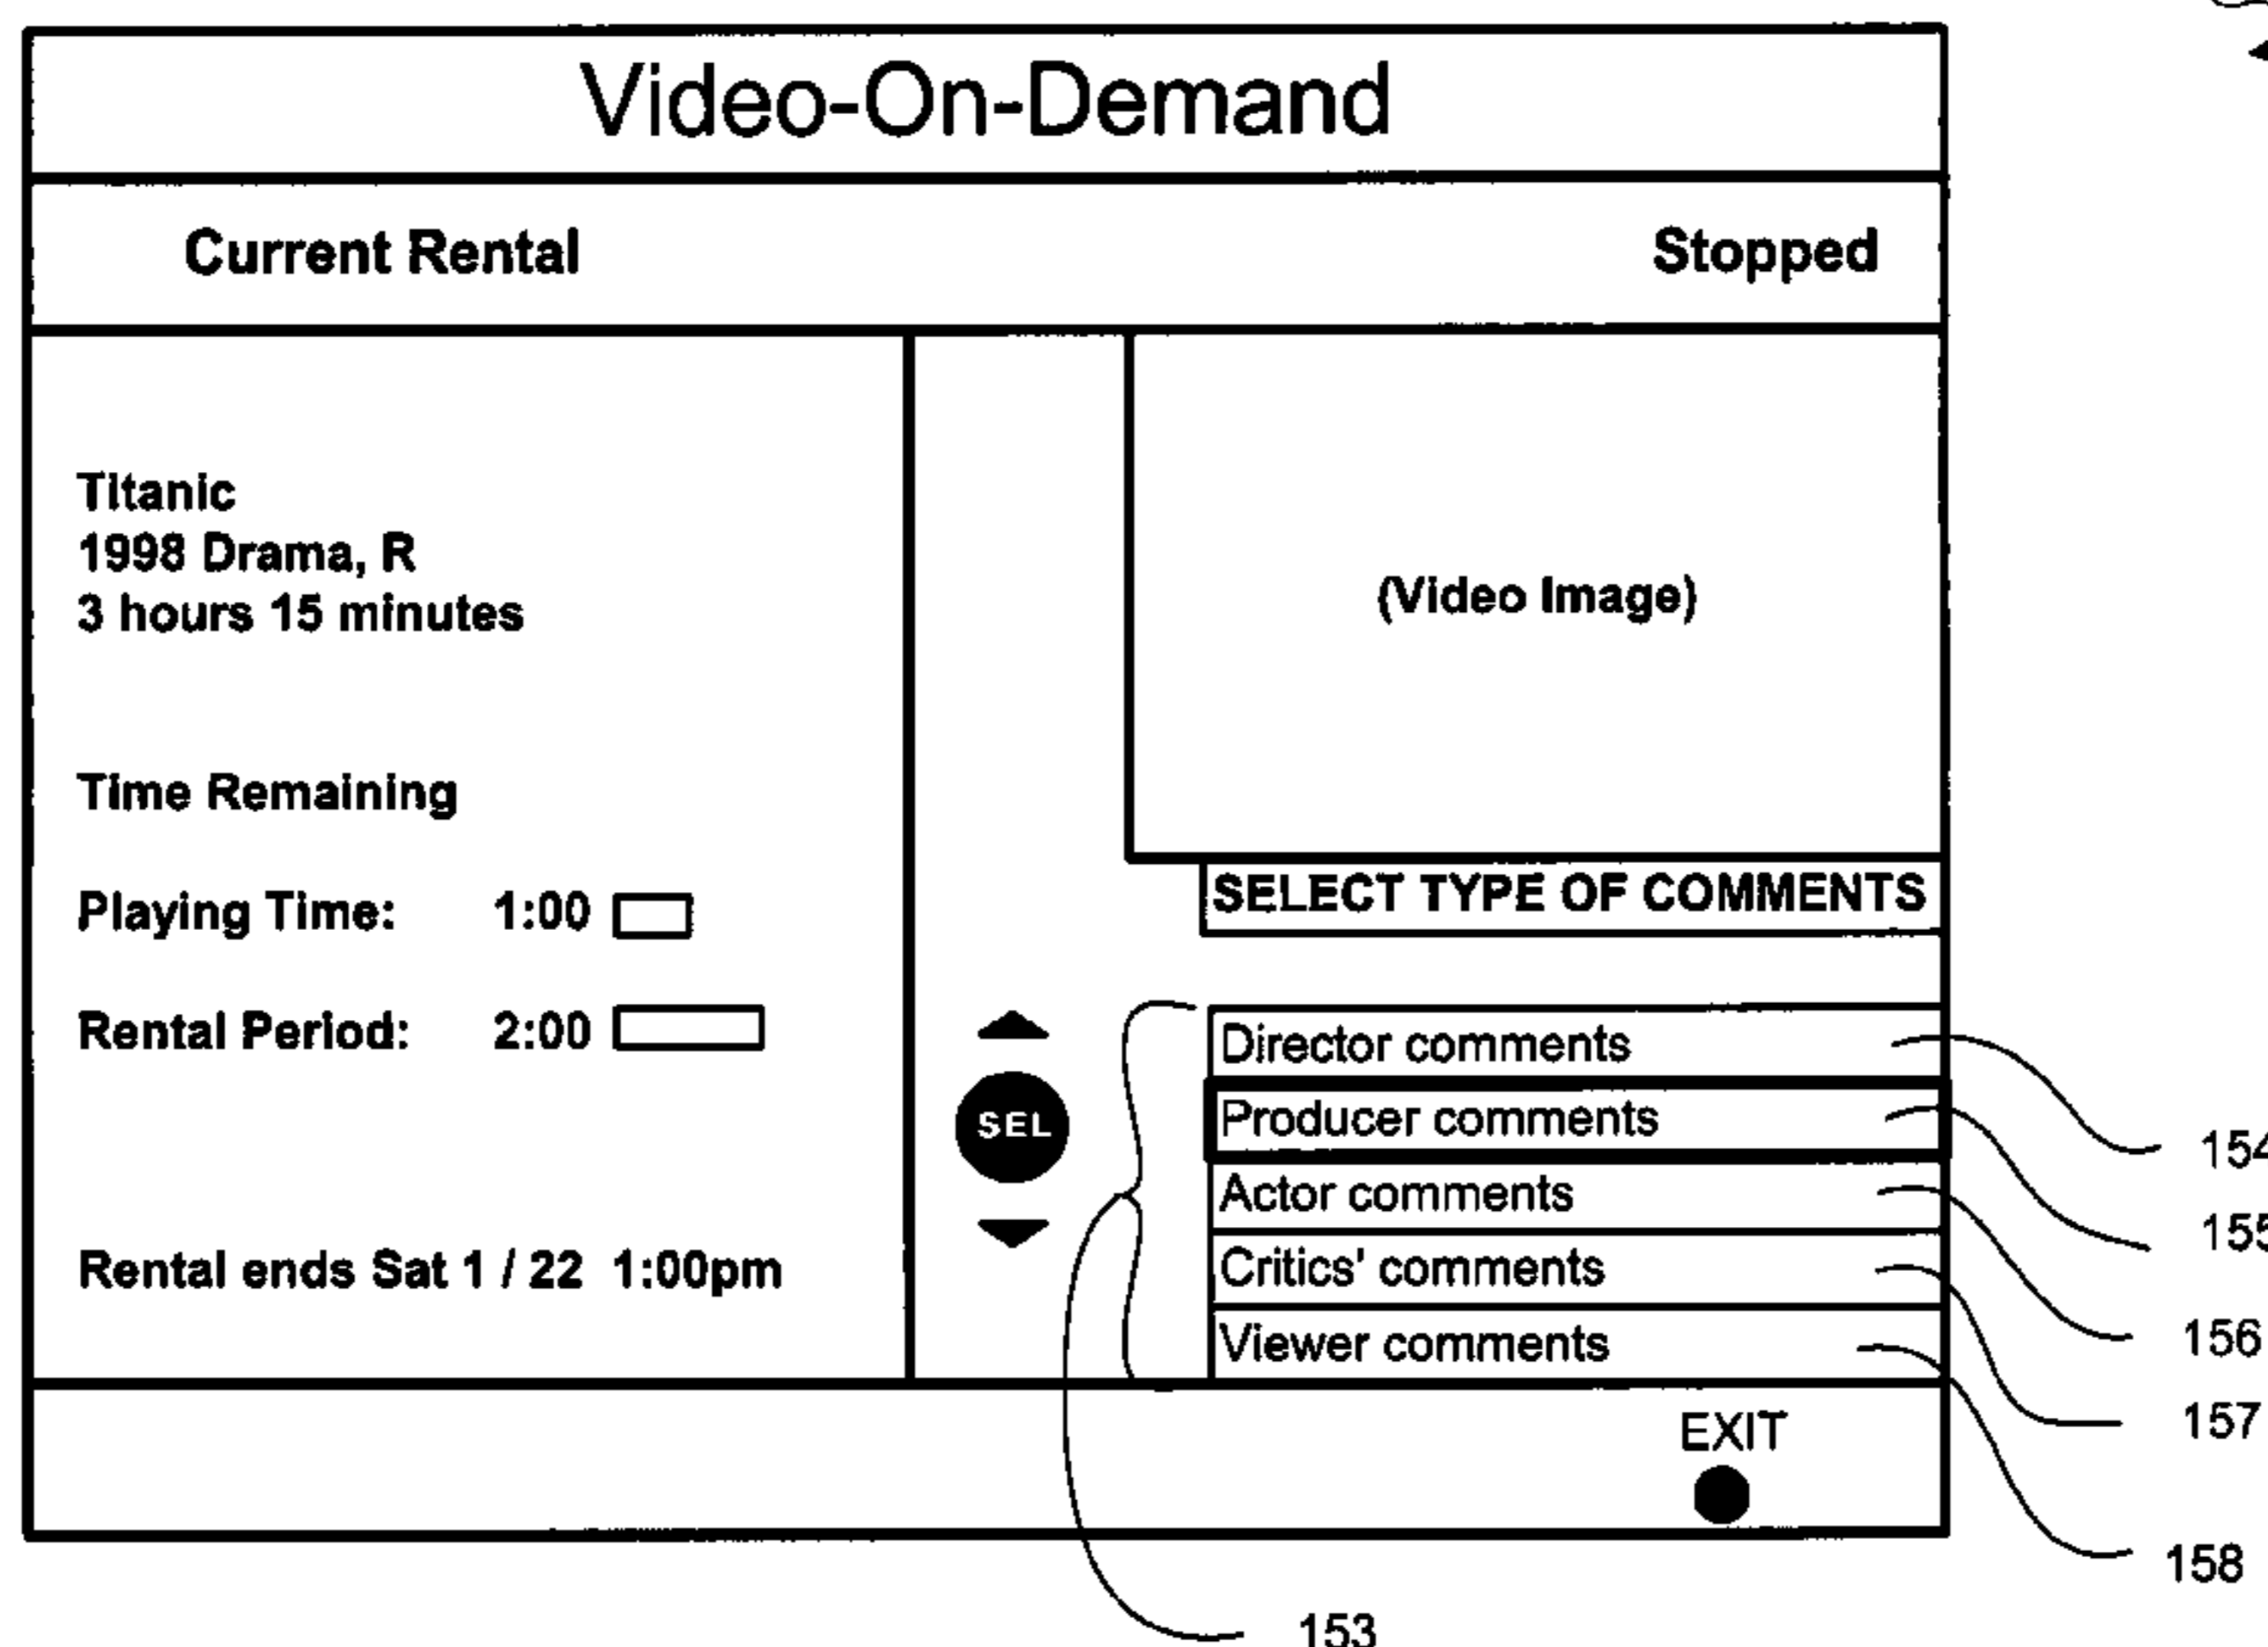 Video-On-Demand
Current Rental
Stopped
Titanic
1998 Drama, R
3 hours 15 minutes
Time Remaining
Playing Time: 1:00
Rental Period: 2:00
Rental ends Sat 1 / 22 1:00pm
(Video Image)
SELECT TYPE OF COMMENTS
SEL
Director comments
Producer comments
Actor comments
Critics' comments
Viewer comments
EXIT
154
155
156
157
158
153